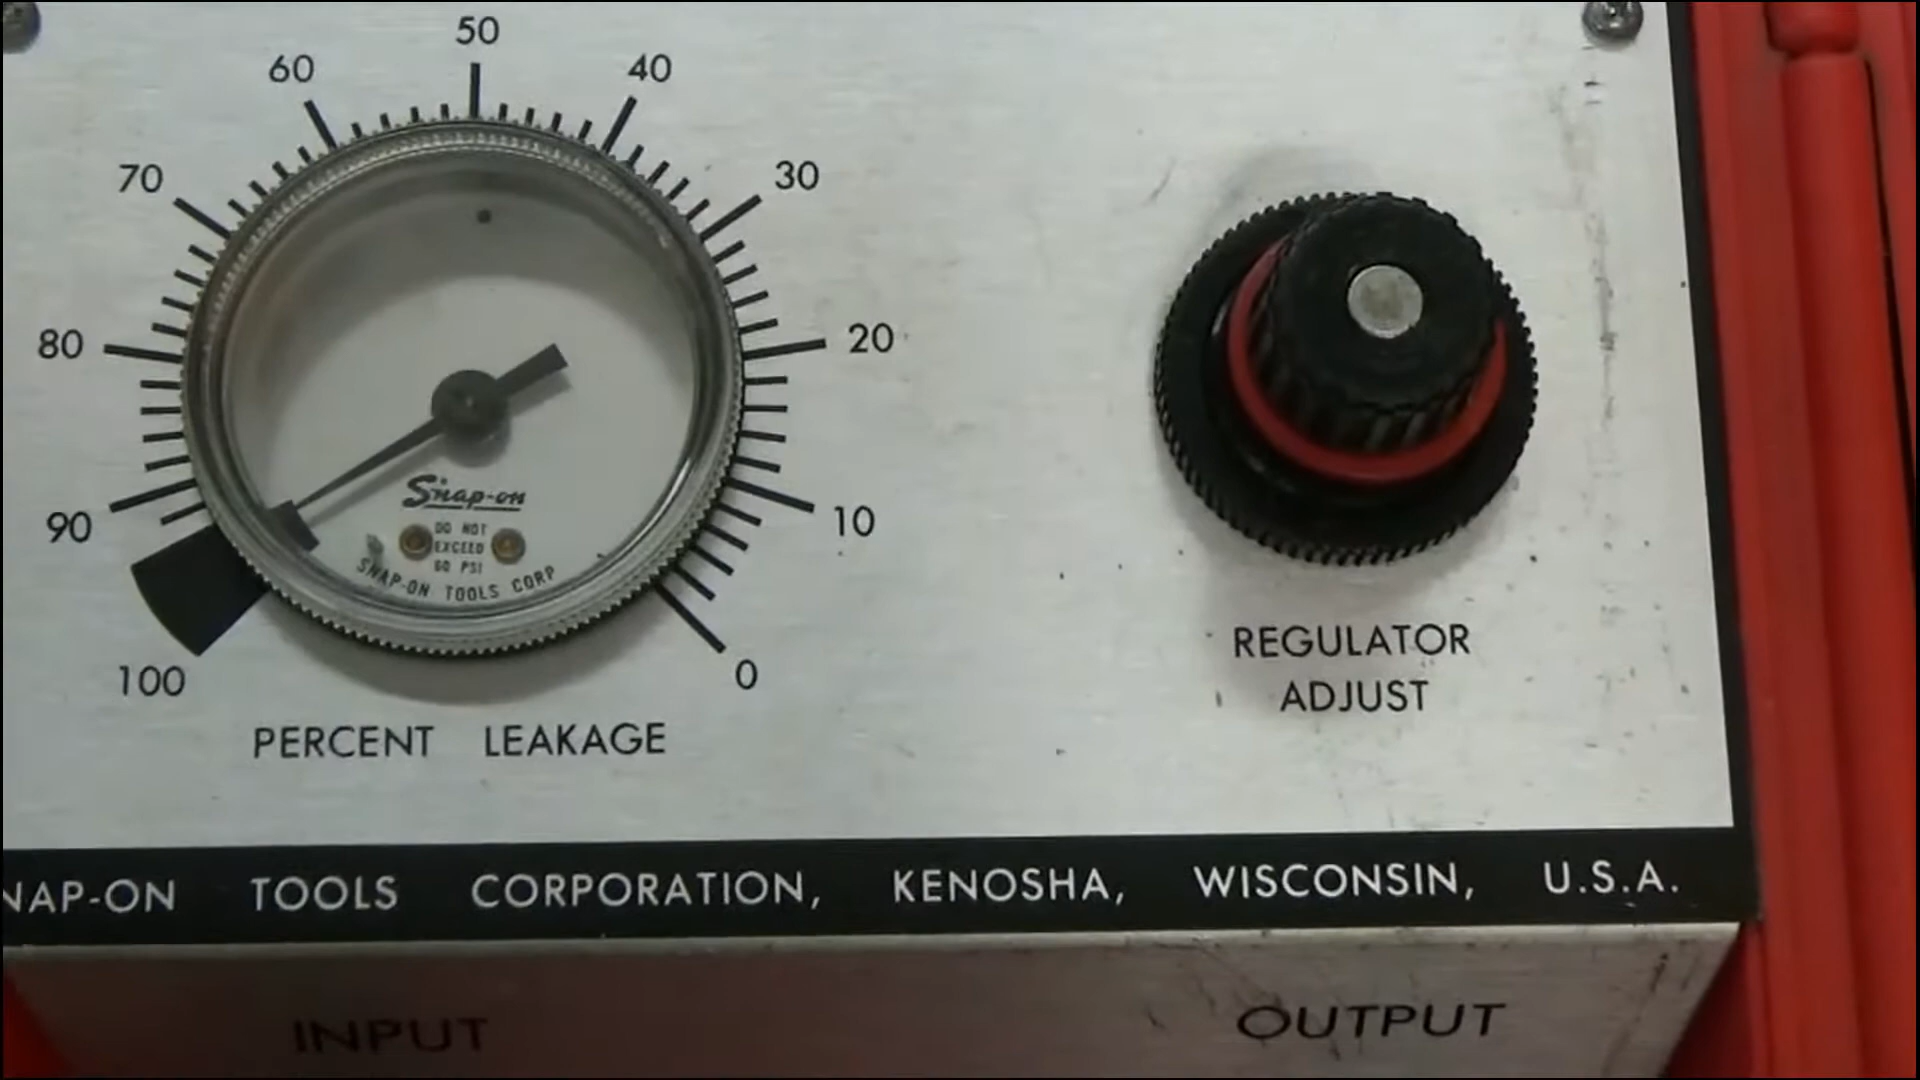 50
60
40
70
30
80
20
90
10
100
0
Snap-on
DO NOT
EXCEED
60 PSI
SNAP-ON TOOLS CORP
PERCENT LEAKAGE
REGULATOR
ADJUST
NAP-ON TOOLS CORPORATION, KENOSHA, WISCONSIN, U.S.A.
INPUT
OUTPUT